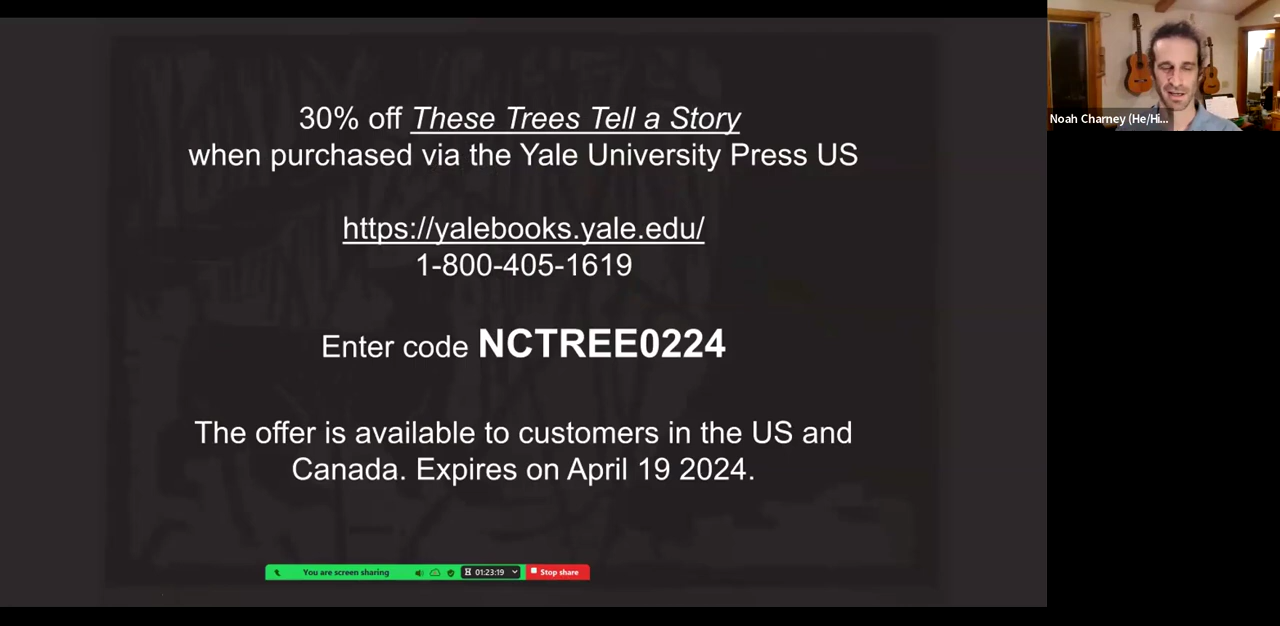 30% off These Trees Tell a Story
when purchased via the Yale University Press US
https://yalebooks.yale.edu/
1-800-405-1619
Enter code NCTREE0224
The offer is available to customers in the US and
Canada. Expires on April 19 2024.
You are screen sharing
01:23:19
Stop share
Noah Charney (He/Hi...